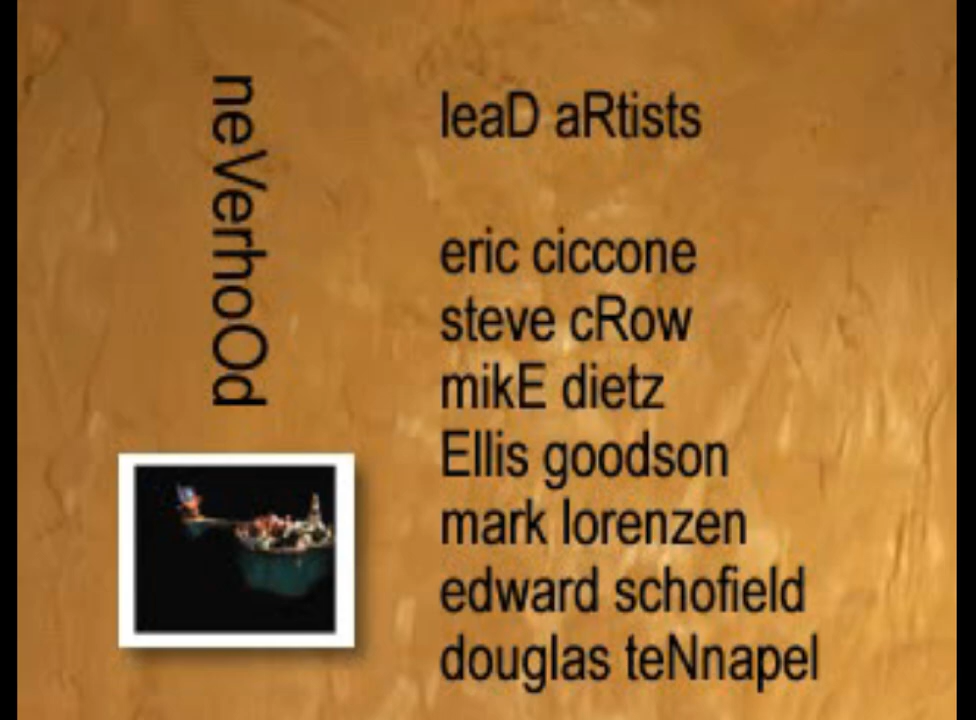 neVerhoOd
leaD aRtists
eric ciccone
steve cRow
mikE dietz
Ellis goodson
mark lorenzen
edward schofield
douglas teNnapel